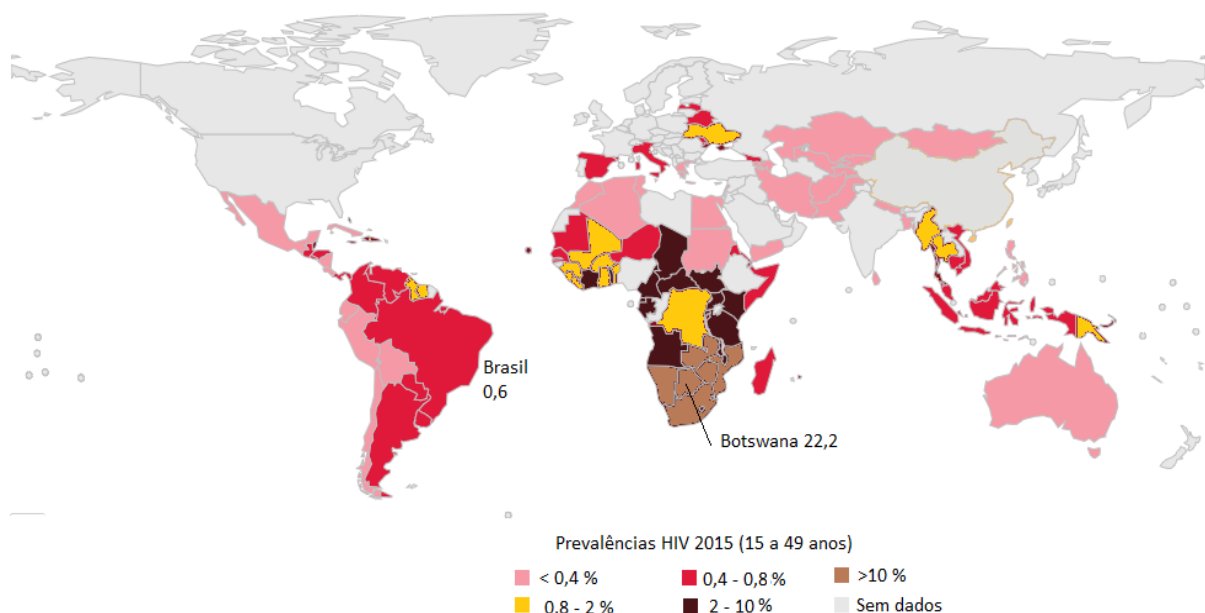 Brasil
0,6
Botswana 22,2
Prevalências HIV 2015 (15 a 49 anos)
< 0,4 % 0,4 - 0,8 % >10 %
0,8 - 2 % 2 - 10 % Sem dados